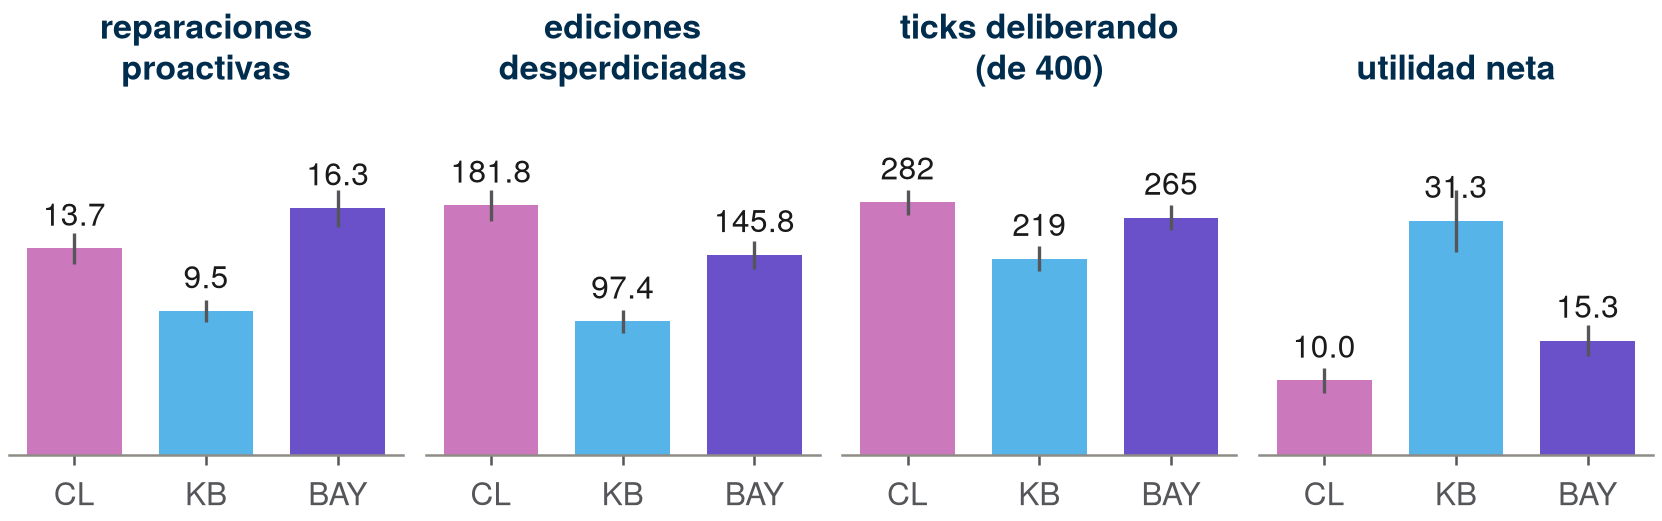 reparaciones
proactivas
13.7
9.5
16.3
CL KB BAY
ediciones
desperdiciadas
181.8
97.4
145.8
CL KB BAY
ticks deliberando
(de 400)
282
219
265
CL KB BAY
utilidad neta
10.0
31.3
15.3
CL KB BAY